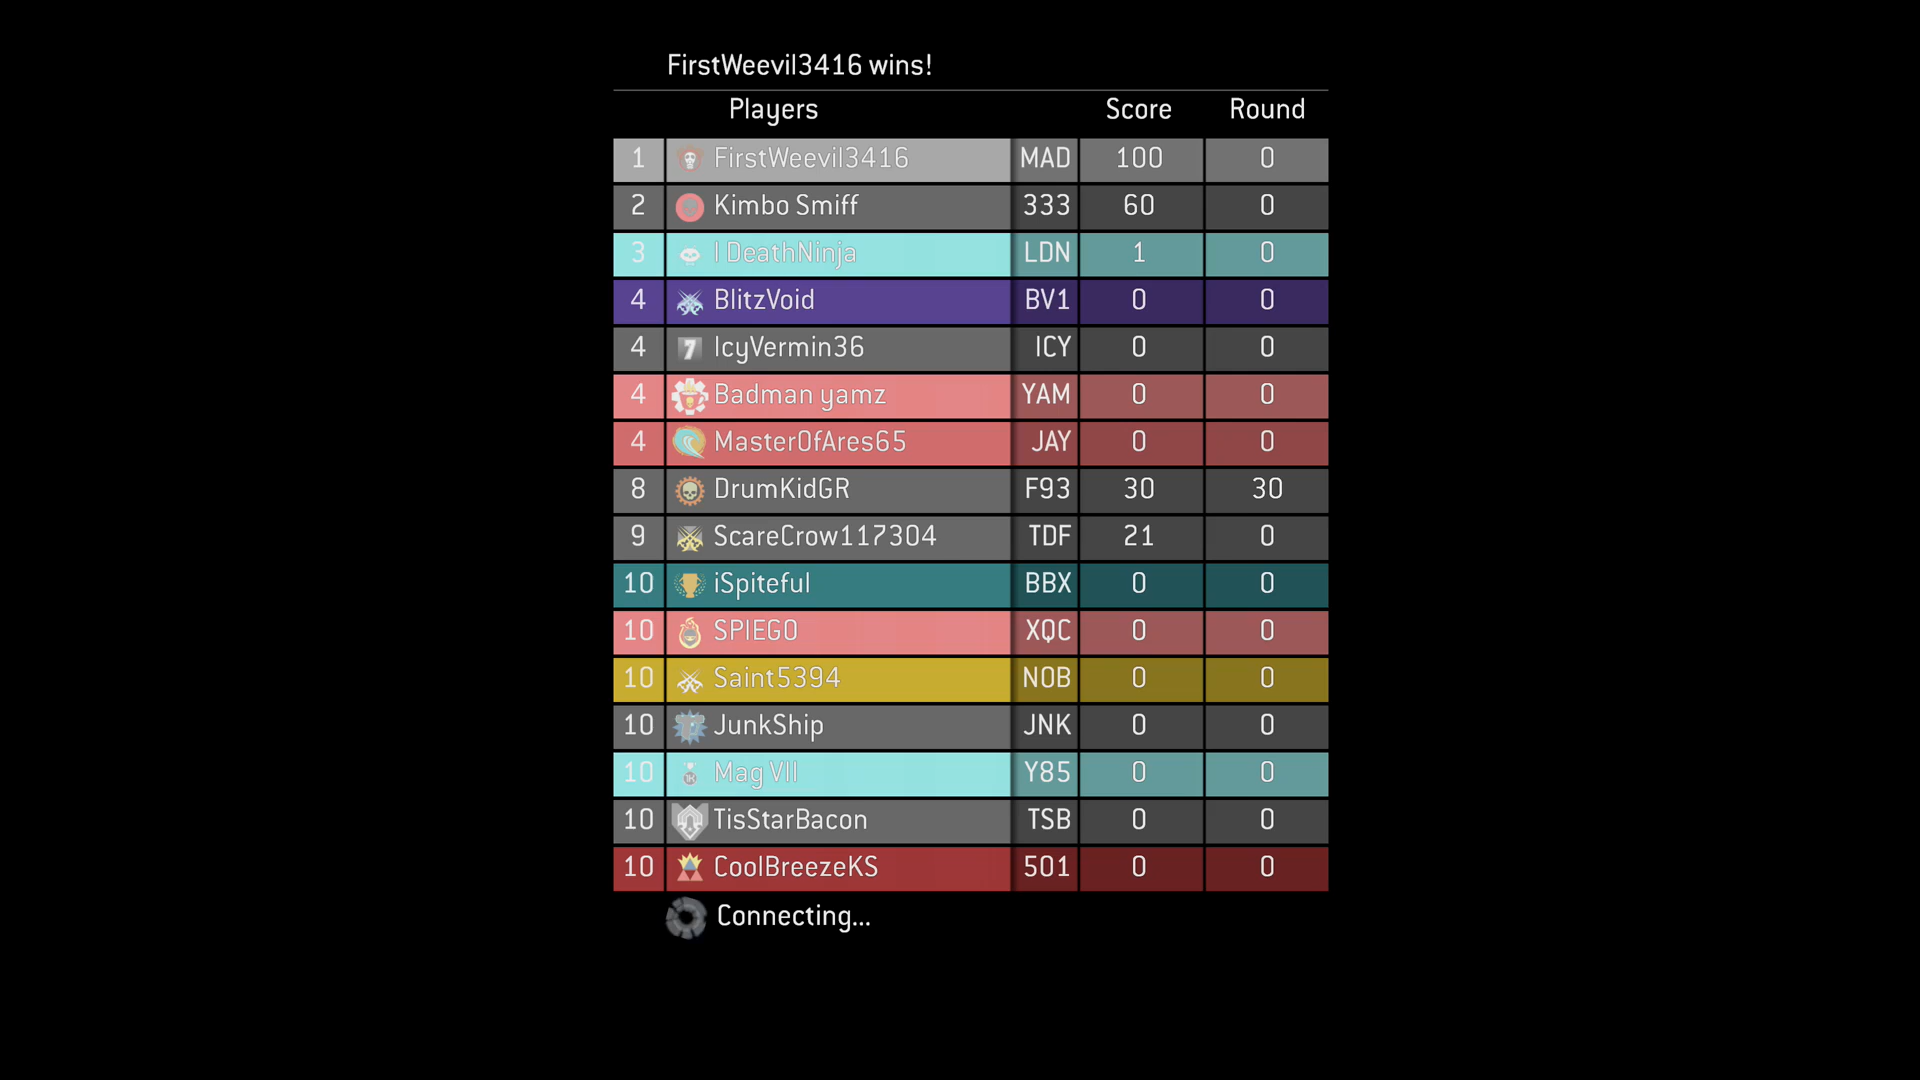 FirstWeevil3416 wins!
Players Score Round
1 FirstWeevil3416 MAD 100 0
2 Kimbo Smiff 333 60 0
3 I DeathNinja LDN 1 0
4 BlitzVoid BV1 0 0
4 7 IcyVermin36 ICY 0 0
4 Badman yamz YAM 0 0
4 MasterOfAres65 JAY 0 0
8 DrumKidGR F93 30 30
9 ScareCrow117304 TDF 21 0
10 iSpiteful BBX 0 0
10 SPIEGO XQC 0 0
10 Saint5394 NOB 0 0
10 JunkShip JNK 0 0
10 Mag VII Y85 0 0
10 TisStarBacon TSB 0 0
10 CoolBreezeKS 501 0 0
Connecting...